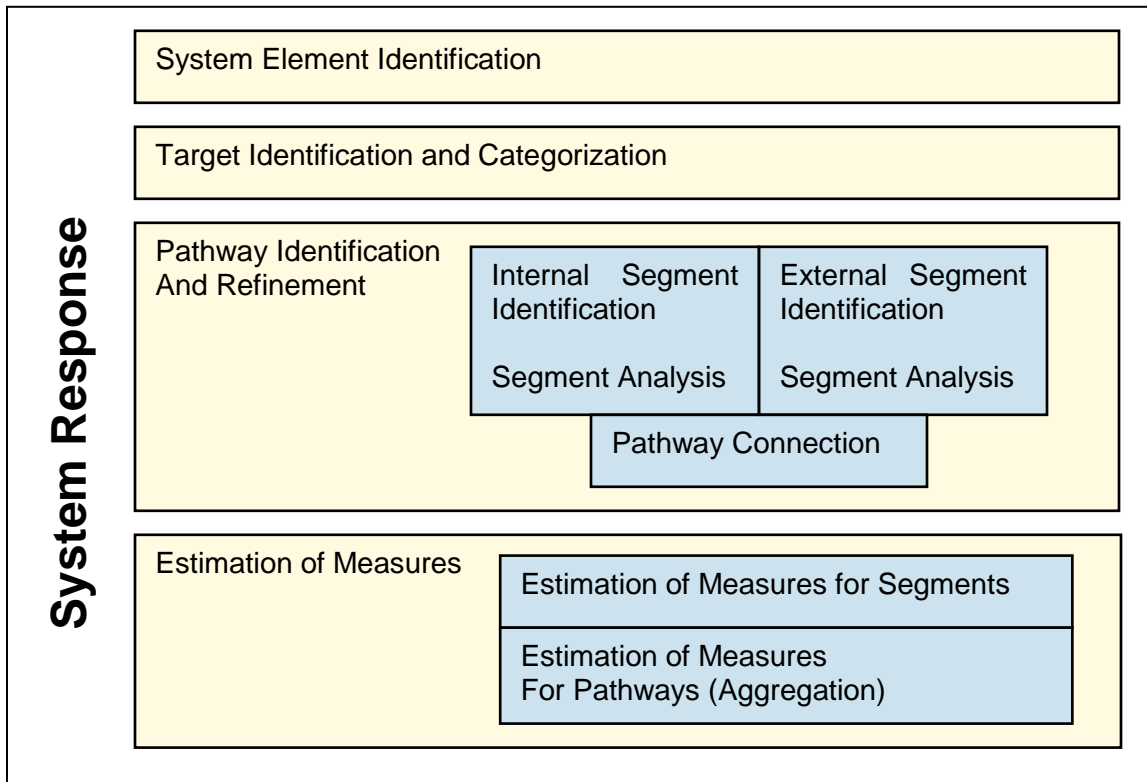 System Response
System Element Identification
Target Identification and Categorization
Pathway Identification
And Refinement
Internal Segment
Identification
Segment Analysis
External Segment
Identification
Segment Analysis
Pathway Connection
Estimation of Measures
Estimation of Measures for Segments
Estimation of Measures
For Pathways (Aggregation)